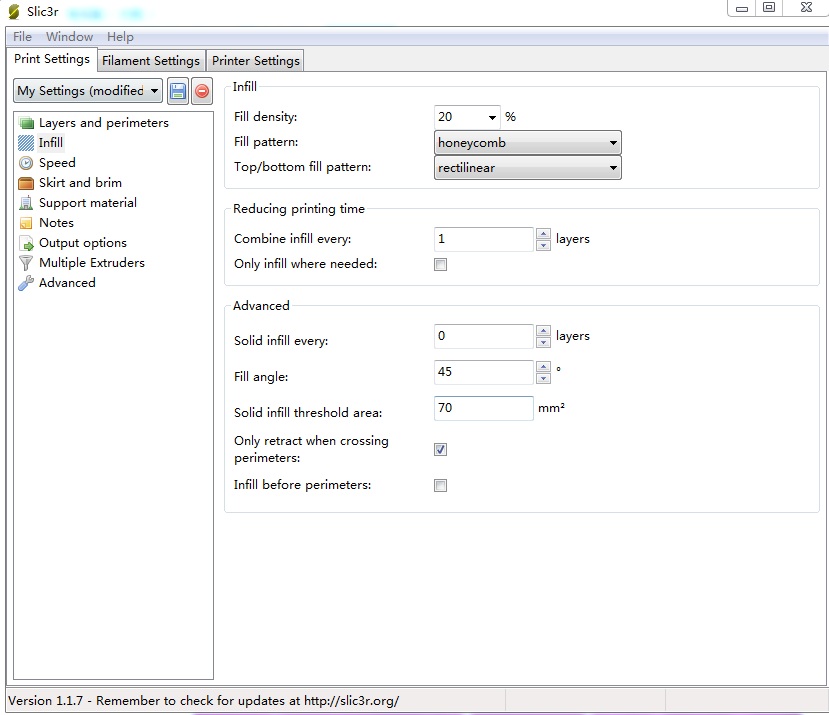 Slic3r
File Window Help
Print Settings Filament Settings Printer Settings
My Settings (modified
Layers and perimeters
Infill
Speed
Skirt and brim
Support material
Notes
Output options
Multiple Extruders
Advanced
Infill
Fill density: 20 %
Fill pattern: honeycomb
Top/bottom fill pattern: rectilinear
Reducing printing time
Combine infill every: 1 layers
Only infill where needed:
Advanced
Solid infill every: 0 layers
Fill angle: 45 °
Solid infill threshold area: 70 mm²
Only retract when crossing
perimeters:
Infill before perimeters:
Version 1.1.7 - Remember to check for updates at http://slic3r.org/